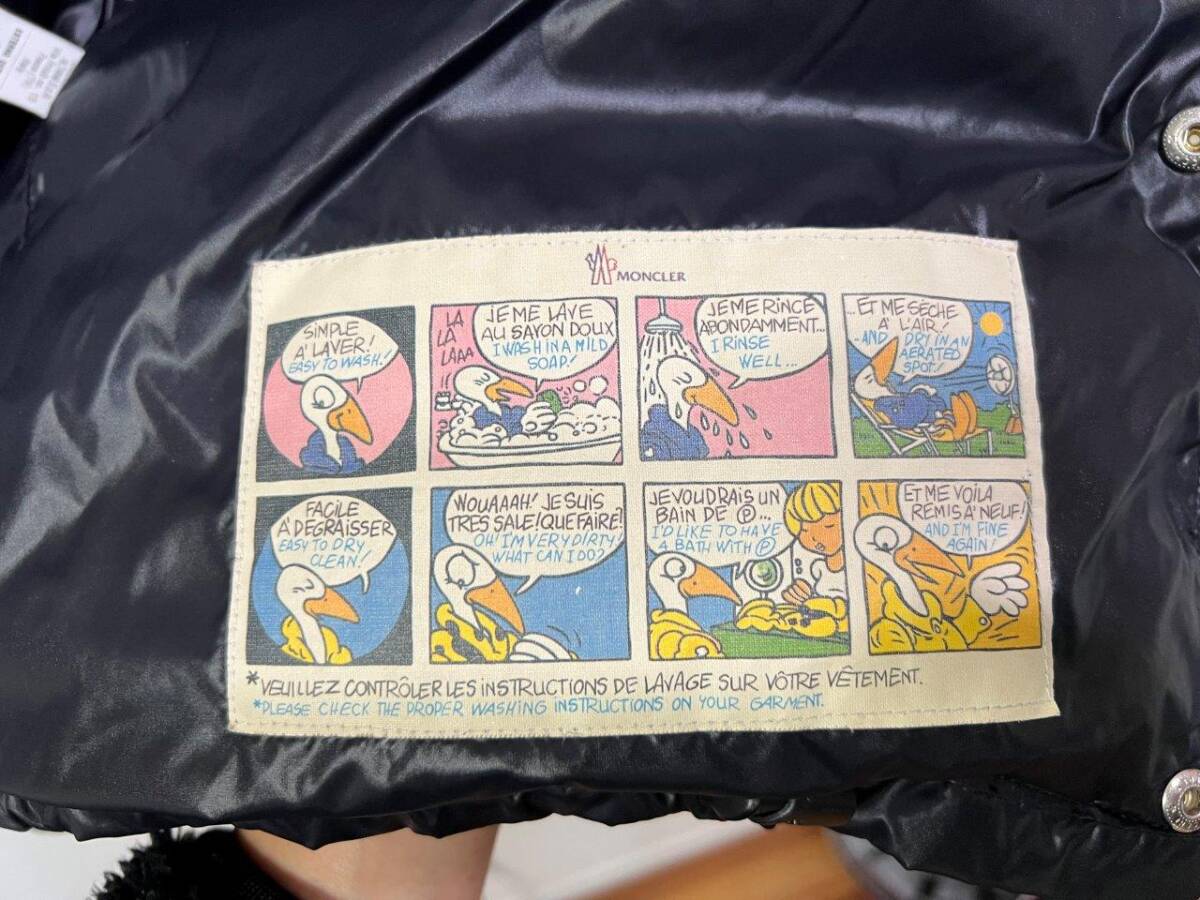 MONCLER
SIMPLE
A' LAVER!
EASY TO WASH!
LA
LA
LAAA
!!
JE ME LAVE
AU SAVON DOUX
I WASH IN A MILD
SOAP!
JE ME RINCE
ABONDAMMENT...
I RINSE
WELL...
...ET ME SÈCHE
A' L'AIR!
-AND DRY IN AN
AERATED
SPOT!
FACILE
A' DEGRAISSER
EASY TO DRY
CLEAN!
WOUAAAH! JE SUIS
TRES SALE! QUE FAIRE?
OH! I'M VERY DIRTY
WHAT CAN I DO?
JE VOUDRAIS UN
BAIN DE Ⓟ...
I'D LIKE TO HAVE
A BATH WITH Ⓟ
ET ME VOILA
REMIS A' NEUF!
AND I'M FINE
AGAIN!
*VEUILLEZ CONTRÔLER LES INSTRUCTIONS DE LAVAGE SUR VÔTRE VÊTEMENT.
*PLEASE CHECK THE PROPER WASHING INSTRUCTIONS ON YOUR GARMENT.